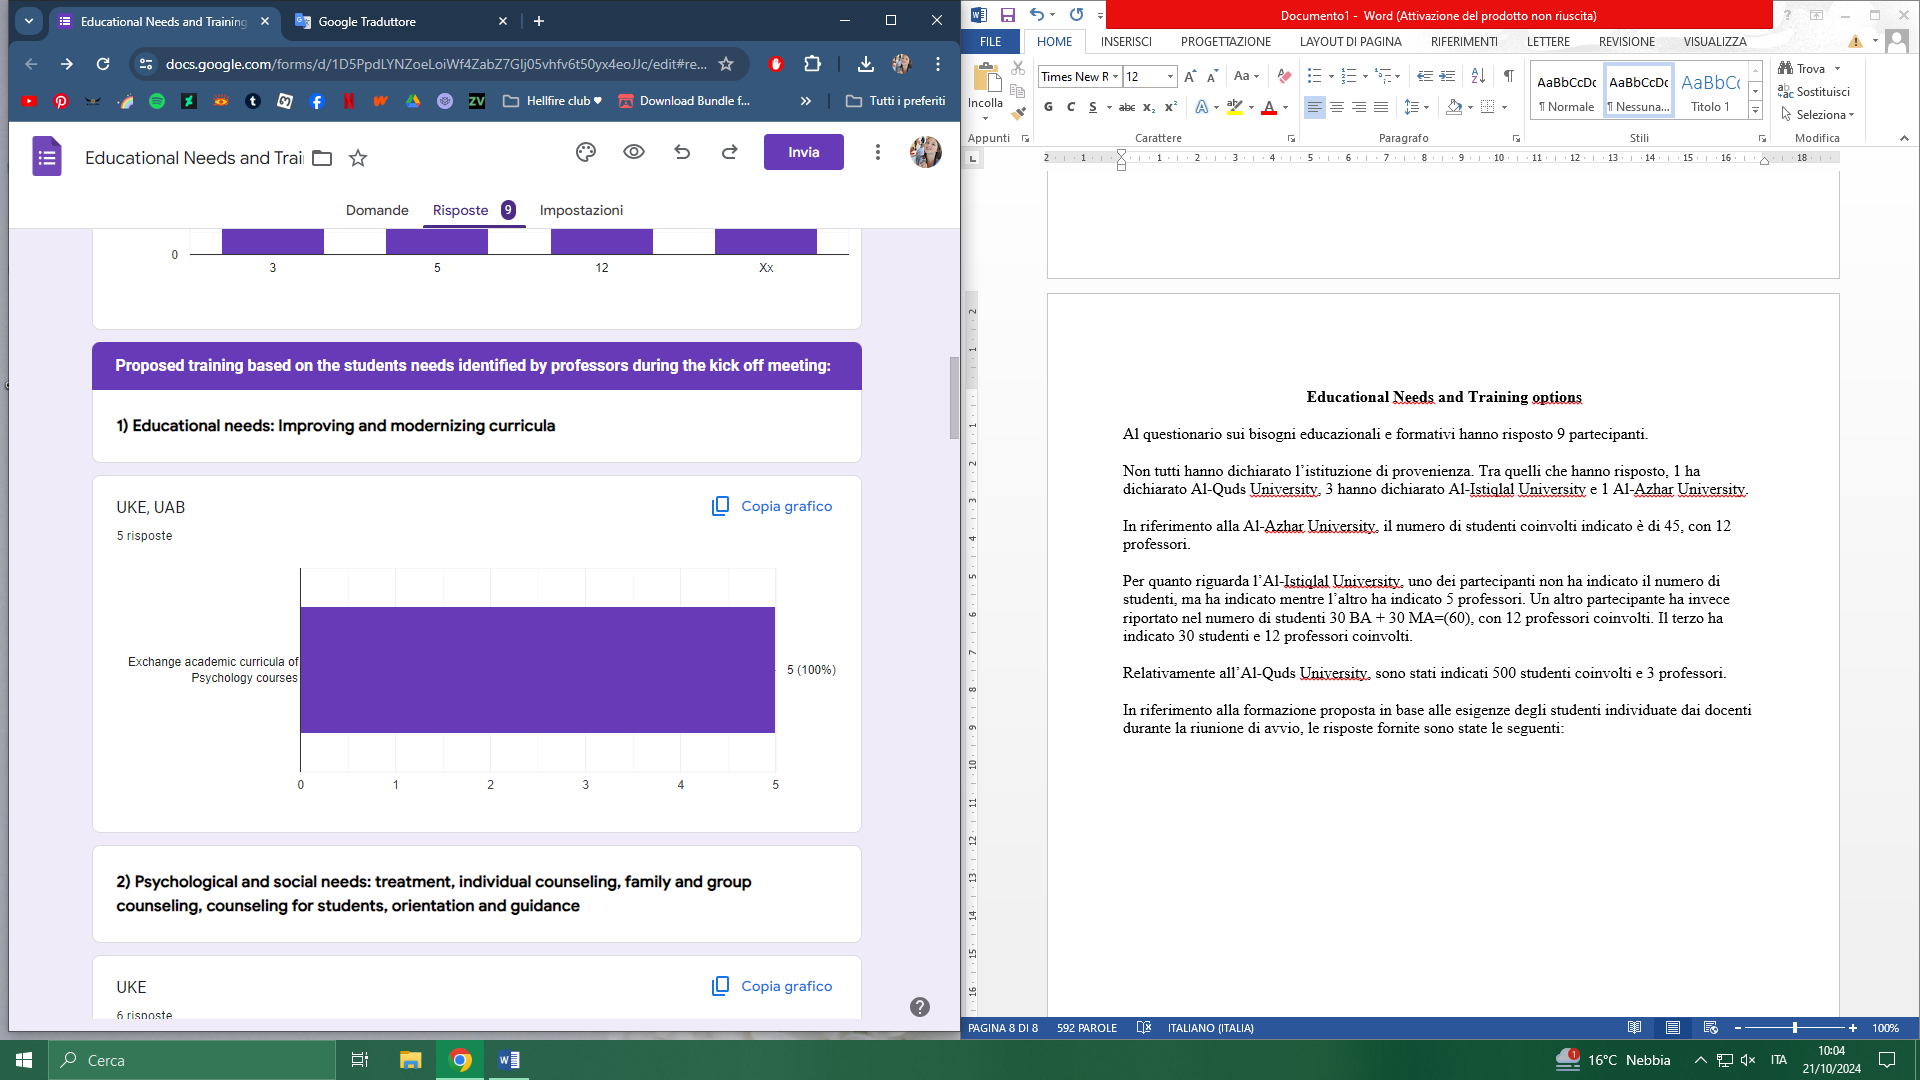 Educational Needs and Training
Google Traduttore
docs.google.com/forms/d/1D5PpdLYNZoeLoiWf4ZabZ7GIj05vhfv6t50yx4eoJJc/edit#re...
Hellfire club ♥
Download Bundle f...
»
Tutti i preferiti
Educational Needs and Trai
Invia
Domande
Risposte 9
Impostazioni
0
3 5 12 Xx
Proposed training based on the students needs identified by professors during the kick off meeting:
1) Educational needs: Improving and modernizing curricula
UKE, UAB
Copia grafico
5 risposte
Exchange academic curricula of
Psychology courses
5 (100%)
0 1 2 3 4 5
2) Psychological and social needs: treatment, individual counseling, family and group
counseling, counseling for students, orientation and guidance
UKE
Copia grafico
6 risposte
Documento1 - Word (Attivazione del prodotto non riuscita)
FILE HOME INSERISCI PROGETTAZIONE LAYOUT DI PAGINA RIFERIMENTI LETTERE REVISIONE VISUALIZZA
Incolla
Times New R
12
G C S abc x₂ x²
AaBbCcDc AaBbCcDc AaBbCc
¶ Normale ¶ Nessuna... Titolo 1
Trova
Sostituisci
Seleziona
Appunti Carattere Paragrafo Stili Modifica
Educational Needs and Training options
Al questionario sui bisogni educazionali e formativi hanno risposto 9 partecipanti.
Non tutti hanno dichiarato l’istituzione di provenienza. Tra quelli che hanno risposto, 1 ha
dichiarato Al-Quds University, 3 hanno dichiarato Al-Istiqlal University e 1 Al-Azhar University.
In riferimento alla Al-Azhar University, il numero di studenti coinvolti indicato è di 45, con 12
professori.
Per quanto riguarda l’Al-Istiqlal University, uno dei partecipanti non ha indicato il numero di
studenti, ma ha indicato mentre l’altro ha indicato 5 professori. Un altro partecipante ha invece
riportato nel numero di studenti 30 BA + 30 MA=(60), con 12 professori coinvolti. Il terzo ha
indicato 30 studenti e 12 professori coinvolti.
Relativamente all’Al-Quds University, sono stati indicati 500 studenti coinvolti e 3 professori.
In riferimento alla formazione proposta in base alle esigenze degli studenti individuate dai docenti
durante la riunione di avvio, le risposte fornite sono state le seguenti:
PAGINA 8 DI 8 592 PAROLE ITALIANO (ITALIA)
100%
Cerca
16°C Nebbia
ITA
10:04
21/10/2024